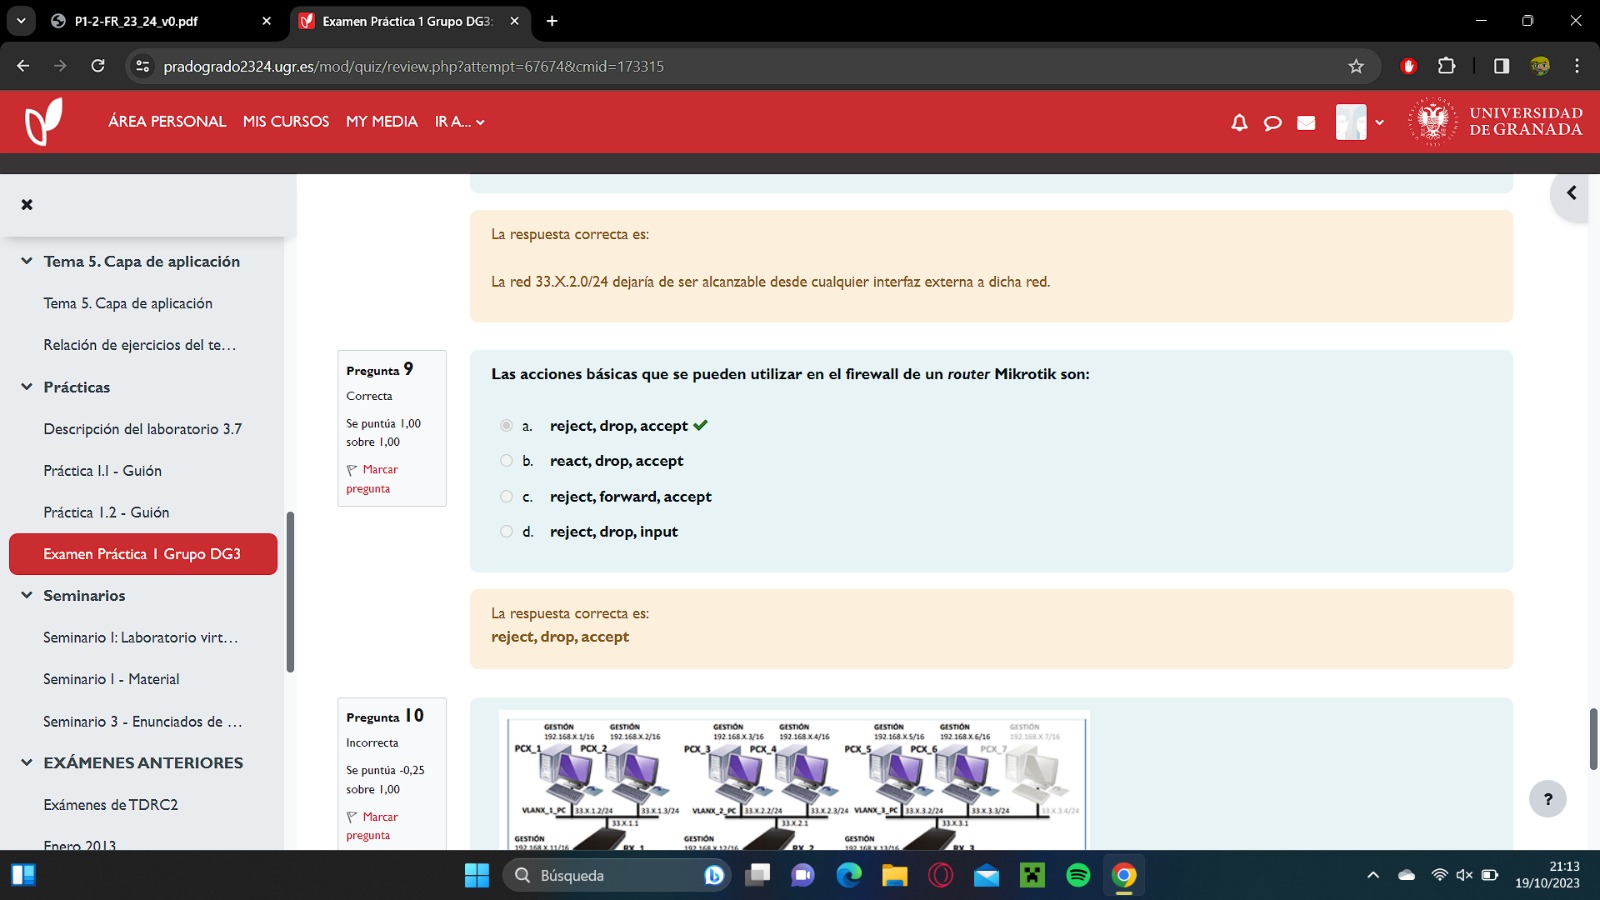 P1-2-FR_23_24_v0.pdf
Examen Práctica 1 Grupo DG3:
pradogrado2324.ugr.es/mod/quiz/review.php?attempt=67674&cmid=173315
ÁREA PERSONAL MIS CURSOS MY MEDIA IR A...
UNIVERSIDAD
DE GRANADA
Tema 5. Capa de aplicación
Tema 5. Capa de aplicación
Relación de ejercicios del te...
Prácticas
Descripción del laboratorio 3.7
Práctica 1.1 - Guión
Práctica 1.2 - Guión
Examen Práctica 1 Grupo DG3
Seminarios
Seminario I: Laboratorio virt...
Seminario I - Material
Seminario 3 - Enunciados de ...
EXÁMENES ANTERIORES
Exámenes de TDRC2
Enero 2013
La respuesta correcta es:
La red 33.X.2.0/24 dejaría de ser alcanzable desde cualquier interfaz externa a dicha red.
Pregunta 9
Correcta
Se puntúa 1,00
sobre 1,00
Marcar
pregunta
Las acciones básicas que se pueden utilizar en el firewall de un router Mikrotik son:
a. reject, drop, accept
b. react, drop, accept
c. reject, forward, accept
d. reject, drop, input
La respuesta correcta es:
reject, drop, accept
Pregunta 10
Incorrecta
Se puntúa -0,25
sobre 1,00
Marcar
pregunta
GESTIÓN GESTIÓN GESTIÓN GESTIÓN GESTIÓN GESTIÓN GESTIÓN
192.168.X.1/16 192.168.X.2/16 192.168.X.3/16 192.168.X.4/16 192.168.X.5/16 192.168.X.6/16 192.168.X.7/16
PCX_1 PCX_2 PCX_3 PCX_4 PCX_5 PCX_6 PCX_7
VLANX_1_PC 33.X.1.2/24 33.X.1.3/24 VLANX_2_PC 33.X.2.2/24 33.X.2.3/24 VLANX_3_PC 33.X.3.2/24 33.X.3.3/24 33.X.3.4/24
33.X.1.1 33.X.2.1 33.X.3.1
GESTIÓN GESTIÓN GESTIÓN
192.168.X.11/16 RX_1 192.168.X.12/16 RX_2 192.168.X.13/16 RX_3
?
Búsqueda
21:13
19/10/2023